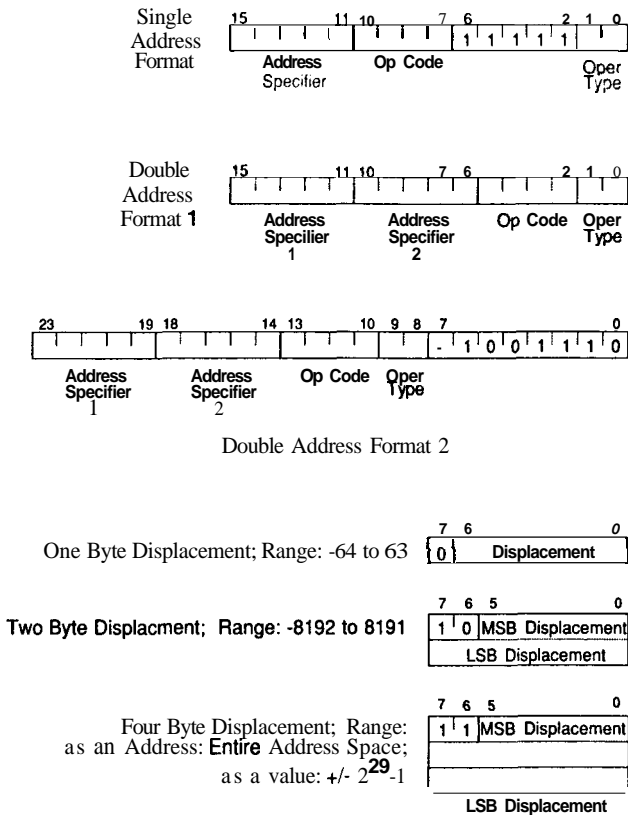 Single Address Format
15 11 10 7 6 2 1 0
1 1 1 1 1
Address Specifier Op Code Oper Type
Double Address Format 1
15 11 10 7 6 2 1 0
Address Specilier 1 Address Specifier 2 Op Code Oper Type
23 19 18 14 13 10 9 8 7 0
- 1 0 0 1 1 1 0
Address Specifier 1 Address Specifier 2 Op Code Oper Type
Double Address Format 2
7 6 0
One Byte Displacement; Range: -64 to 63 0 Displacement
7 6 5 0
Two Byte Displacment; Range: -8192 to 8191 1 0 MSB Displacement
LSB Displacement
7 6 5 0
Four Byte Displacement; Range: 1 1 MSB Displacement
as an Address: Entire Address Space;
as a value: +/- 2^29-1
LSB Displacement